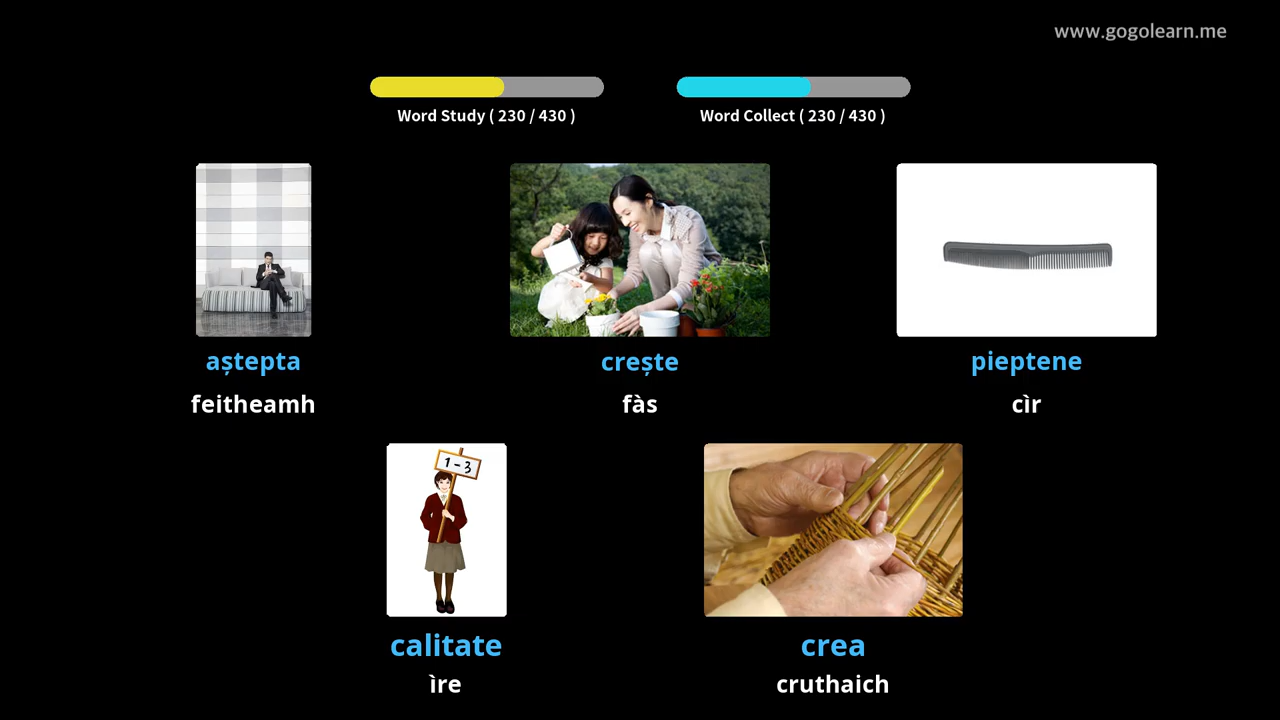 www.gogolearn.me
Word Study ( 230 / 430 )
Word Collect ( 230 / 430 )
aștepta
feitheamh
crește
fàs
pieptene
cìr
1-3
calitate
ìre
crea
cruthaich